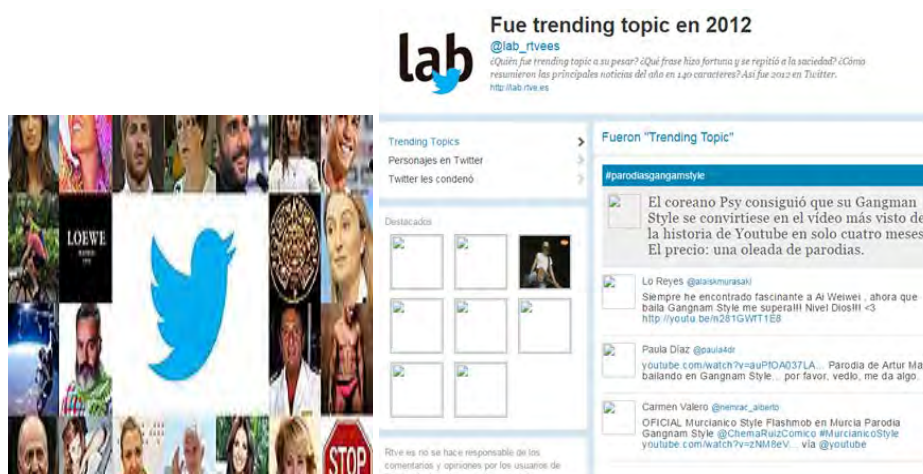 LOEWE
STOP
lab
Fue trending topic en 2012
@lab_rtvees
¿Quién fue trending topic a su pesar? ¿Qué frase hizo fortuna y se repitió a la saciedad? ¿Cómo
resumieron las principales noticias del año en 140 caracteres? Así fue 2012 en Twitter.
http://lab.rtve.es
Trending Topics
Personajes en Twitter
Twitter les condenó
Destacados
Rtve es no se hace responsable de los
comentarios y opiniones por los usuarios de
Fueron "Trending Topic"
#parodiasgangamstyle
El coreano Psy consiguió que su Gangman
Style se convirtiese en el vídeo más visto de
la historia de Youtube en solo cuatro meses
El precio: una oleada de parodias.
Lo Reyes @ataiskmurasaki
Siempre he encontrado fascinante a Ai Weiwei , ahora que
baila Gangnam Style me supera!!! Nivel Dios!!! <3
http://youtu.be/n281GWfT1E8
Paula Díaz @paula4dr
youtube.com/watch?v=auPfOA037LA... Parodia de Artur Ma
bailando en Gangnam Style... por favor, vedlo, me da algo.
Carmen Valero @nemrac_alberto
OFICIAL Murcianico Style Flashmob en Murcia Parodia
Gangnam Style @ChemaRuizComico #MurcianicoStyle
youtube.com/watch?v=zNM8eV... vía @youtube